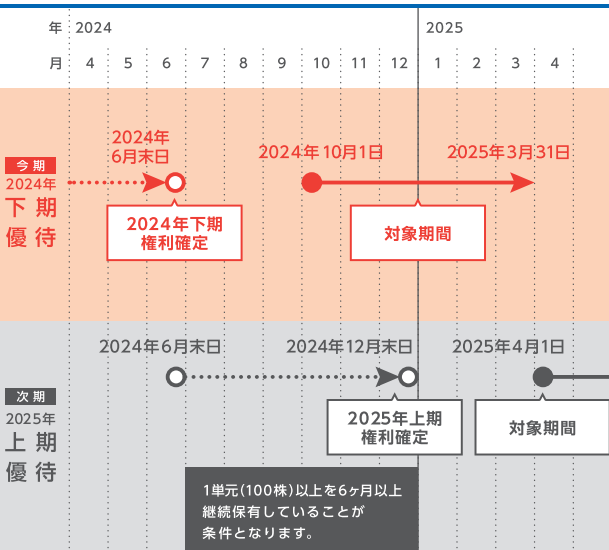 年 2024 2025
月 4 5 6 7 8 9 10 11 12 1 2 3 4
今期
2024年
下期
優待
2024年
6月末日
2024年10月1日
2025年3月31日
2024年下期
権利確定
対象期間
次期
2025年
上期
優待
2024年6月末日
2024年12月末日
2025年4月1日
2025年上期
権利確定
対象期間
1単元(100株)以上を6ヶ月以上
継続保有していることが
条件となります。